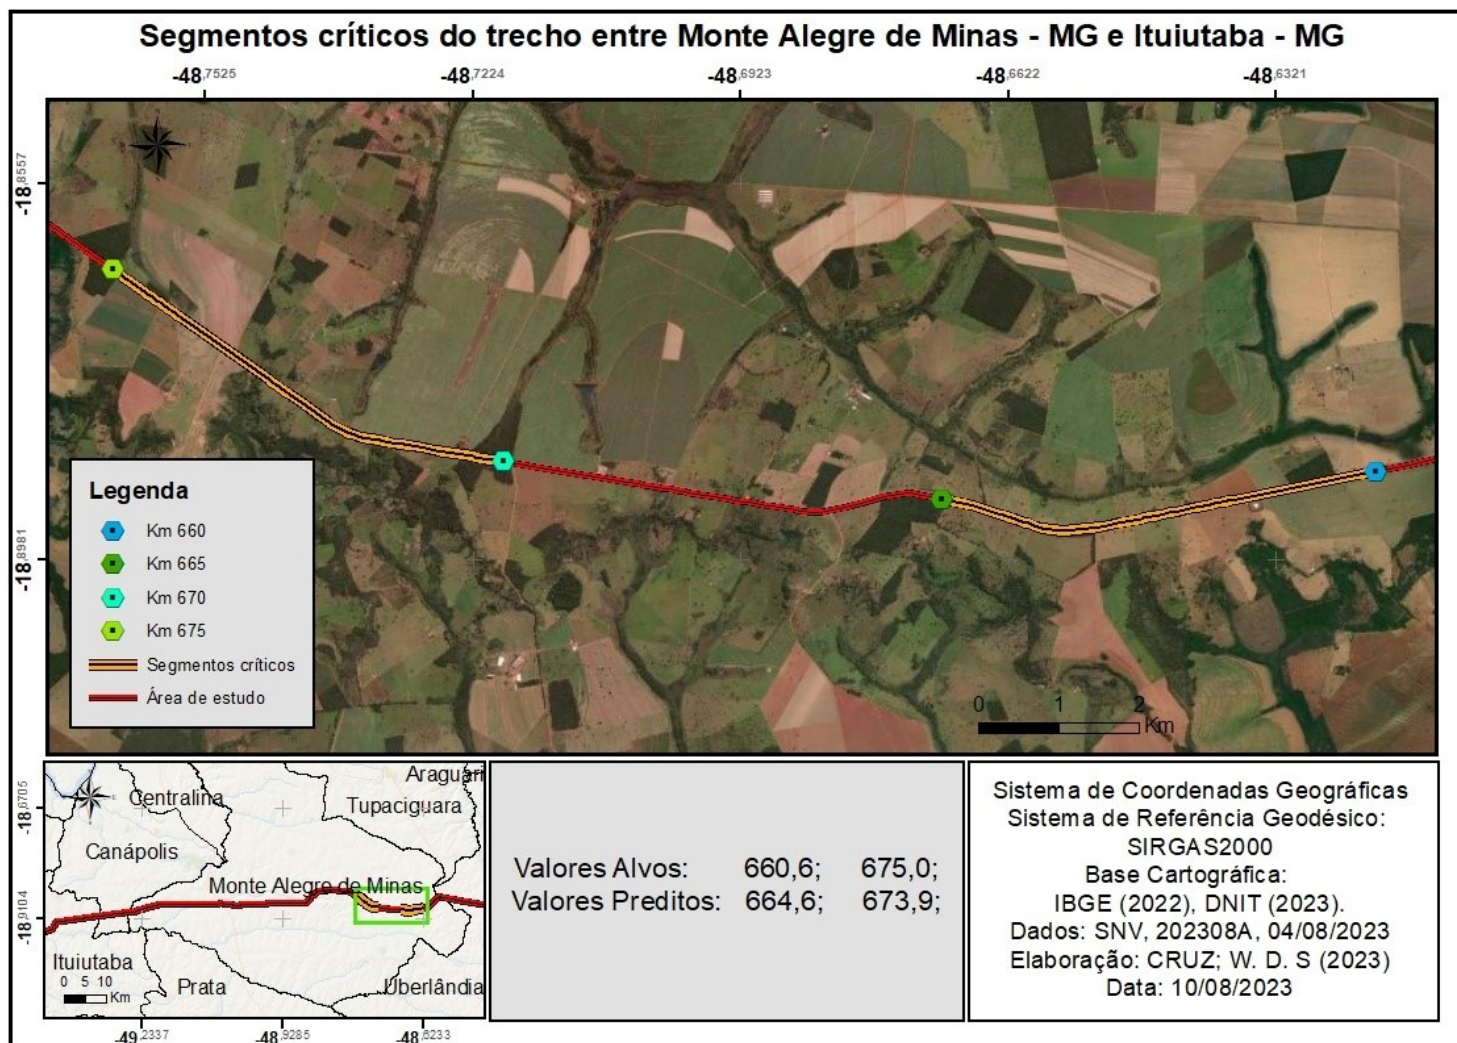 Segmentos críticos do trecho entre Monte Alegre de Minas - MG e Ituiutaba - MG
-48,7525 -48,7224 -48,6923 -48,6622 -48,6321
-18,8557
-18,8981
Legenda
Km 660
Km 665
Km 670
Km 675
Segmentos críticos
Área de estudo
0 1 2
Km
-18,6705
-18,9104
Araguari
Centralina
Tupaciguara
Canápolis
Monte Alegre de Minas
Ituiutaba
0 5 10
Km
Prata
Uberlândia
-49,2337 -48,9285 -48,6233
Valores Alvos: 660,6; 675,0;
Valores Preditos: 664,6; 673,9;
Sistema de Coordenadas Geográficas
Sistema de Referência Geodésico:
SIRGAS2000
Base Cartográfica:
IBGE (2022), DNIT (2023).
Dados: SNV, 202308A, 04/08/2023
Elaboração: CRUZ; W. D. S (2023)
Data: 10/08/2023